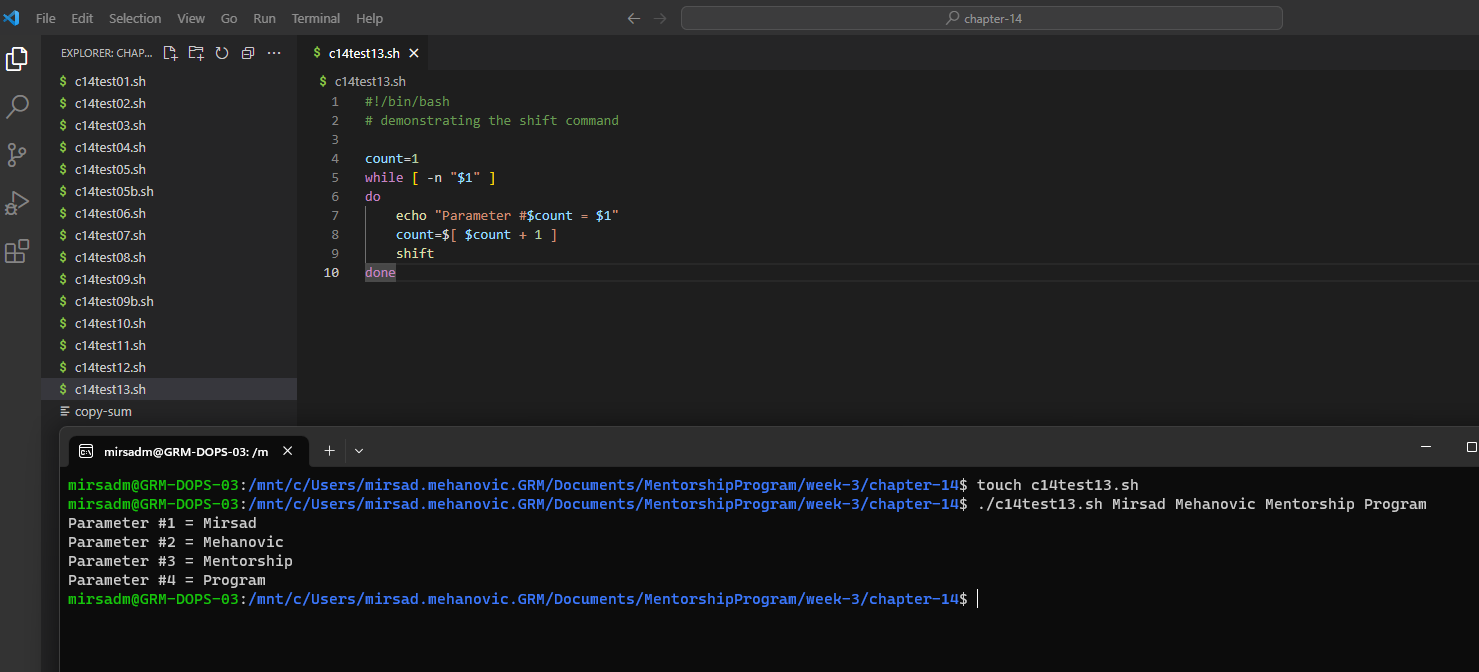 File Edit Selection View Go Run Terminal Help
chapter-14
EXPLORER: CHAP...
c14test01.sh
c14test02.sh
c14test03.sh
c14test04.sh
c14test05.sh
c14test05b.sh
c14test06.sh
c14test07.sh
c14test08.sh
c14test09.sh
c14test09b.sh
c14test10.sh
c14test11.sh
c14test12.sh
c14test13.sh
copy-sum
$ c14test13.sh
$ c14test13.sh
1 #!/bin/bash
2 # demonstrating the shift command
3
4 count=1
5 while [ -n "$1" ]
6 do
7     echo "Parameter #$count = $1"
8     count=$[ $count + 1 ]
9     shift
10 done
mirsadm@GRM-DOPS-03: /m
mirsadm@GRM-DOPS-03:/mnt/c/Users/mirsad.mehanovic.GRM/Documents/MentorshipProgram/week-3/chapter-14$ touch c14test13.sh
mirsadm@GRM-DOPS-03:/mnt/c/Users/mirsad.mehanovic.GRM/Documents/MentorshipProgram/week-3/chapter-14$ ./c14test13.sh Mirsad Mehanovic Mentorship Program
Parameter #1 = Mirsad
Parameter #2 = Mehanovic
Parameter #3 = Mentorship
Parameter #4 = Program
mirsadm@GRM-DOPS-03:/mnt/c/Users/mirsad.mehanovic.GRM/Documents/MentorshipProgram/week-3/chapter-14$